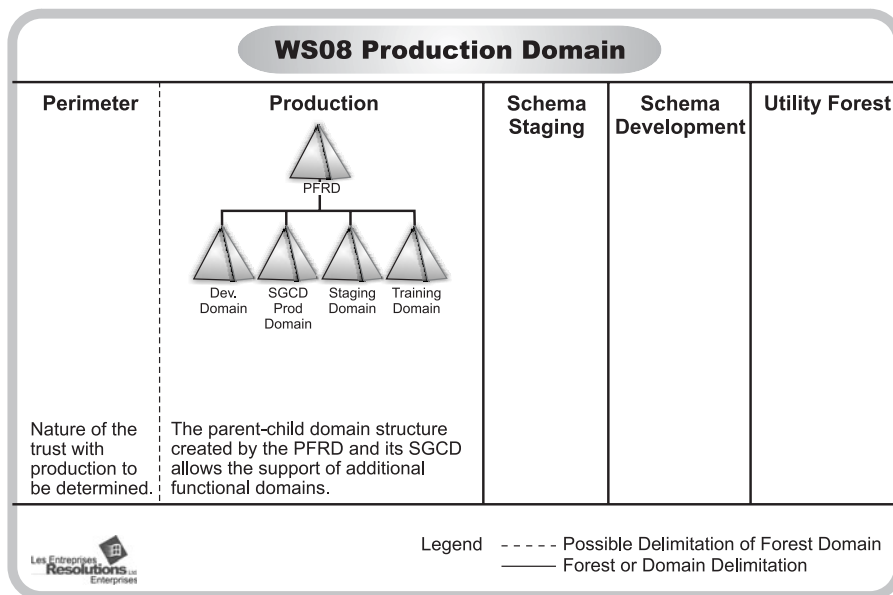 WS08 Production Domain
Perimeter
Production
Schema
Staging
Schema
Development
Utility Forest
PFRD
Dev.
Domain
SGCD
Prod
Domain
Staging
Domain
Training
Domain
Nature of the
trust with
production to
be determined.
The parent-child domain structure
created by the PFRD and its SGCD
allows the support of additional
functional domains.
Les Entreprises
Resolutions Ltd
Enterprises
Legend
Possible Delimitation of Forest Domain
Forest or Domain Delimitation